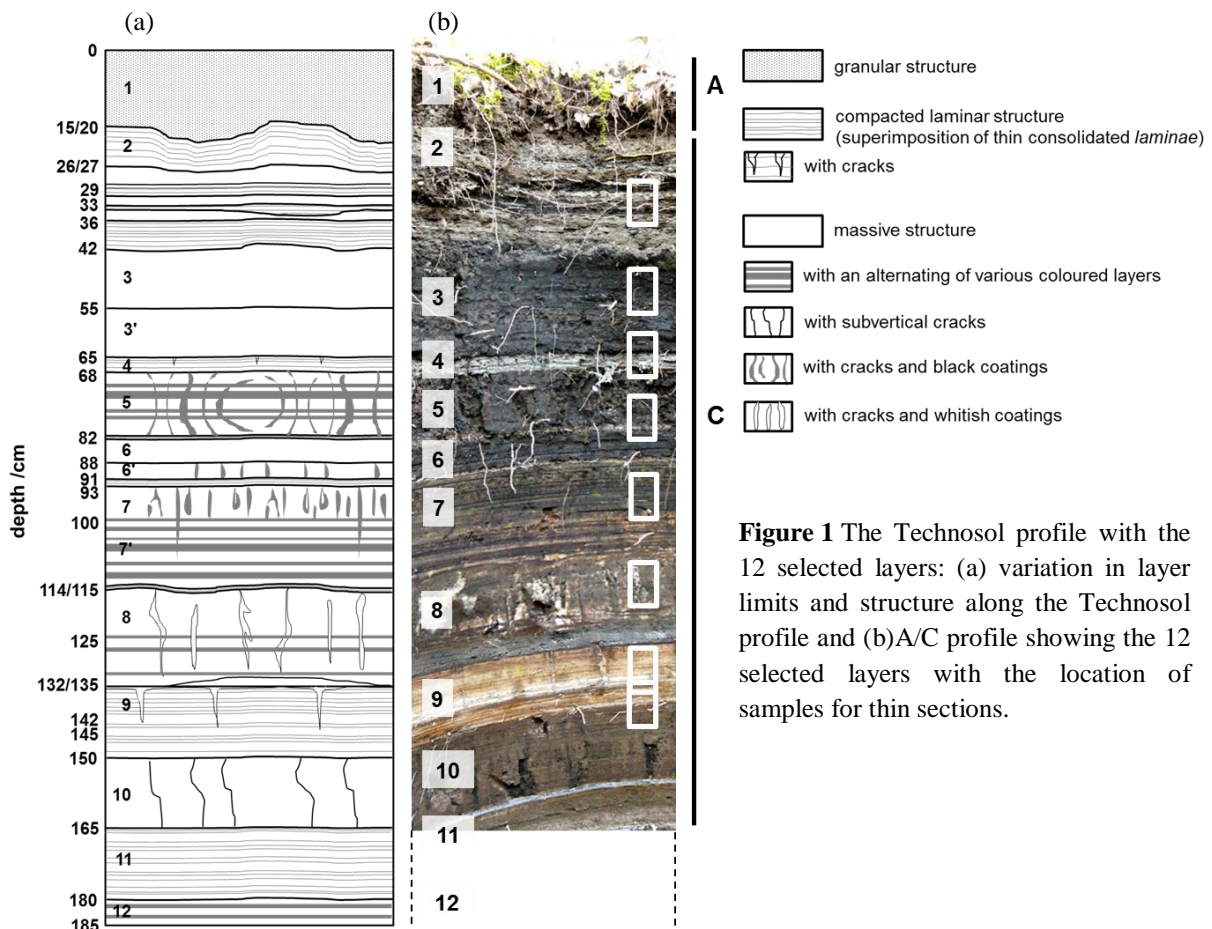 (a)
(b)
depth /cm
0
15/20
26/27
29
33
36
42
55
65
68
82
88
91
93
100
114/115
125
132/135
142
145
150
165
180
185
1
2
3
3'
4
5
6
6'
7
7'
8
9
10
11
12
1
2
3
4
5
6
7
8
9
10
11
12
A
C
granular structure
compacted laminar structure
(superimposition of thin consolidated laminae)
with cracks
massive structure
with an alternating of various coloured layers
with subvertical cracks
with cracks and black coatings
with cracks and whitish coatings
Figure 1 The Technosol profile with the
12 selected layers: (a) variation in layer
limits and structure along the Technosol
profile and (b)A/C profile showing the 12
selected layers with the location of
samples for thin sections.